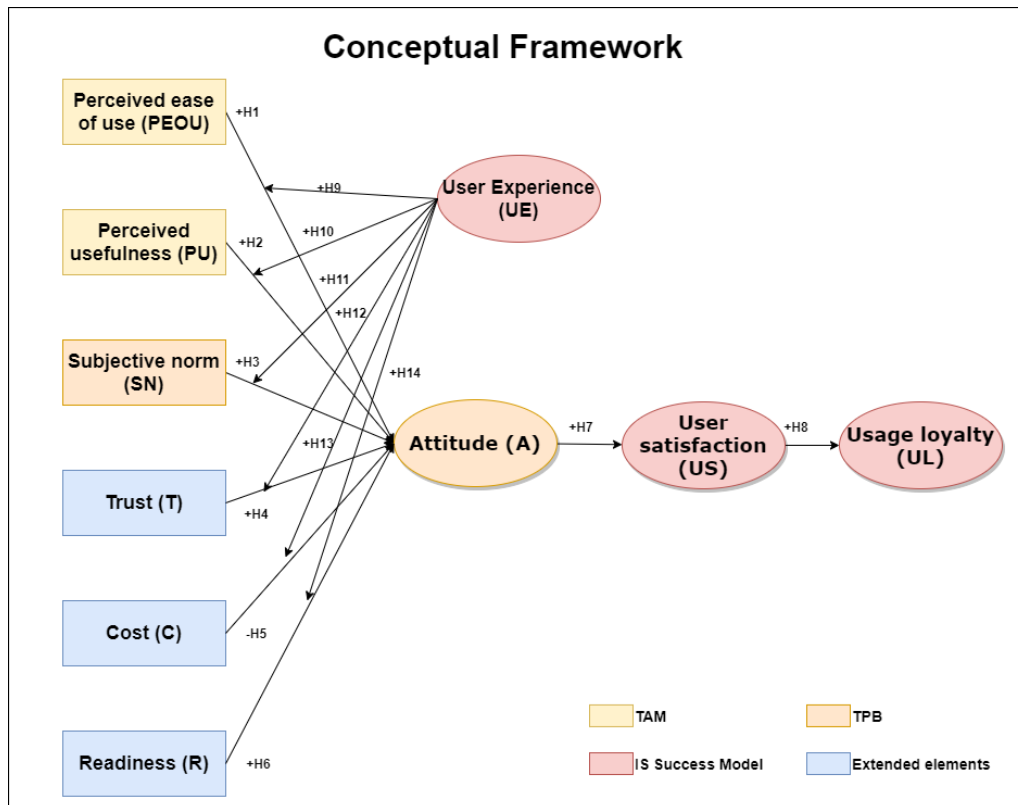 Conceptual Framework
Perceived ease
of use (PEOU)
+H1
+H9
User Experience
(UE)
Perceived
usefulness (PU)
+H2
+H10
+H11
+H12
Subjective norm
(SN)
+H3
+H14
Attitude (A)
+H7
User
satisfaction
(US)
+H8
Usage loyalty
(UL)
+H13
Trust (T)
+H4
Cost (C)
-H5
Readiness (R)
+H6
TAM
TPB
IS Success Model
Extended elements